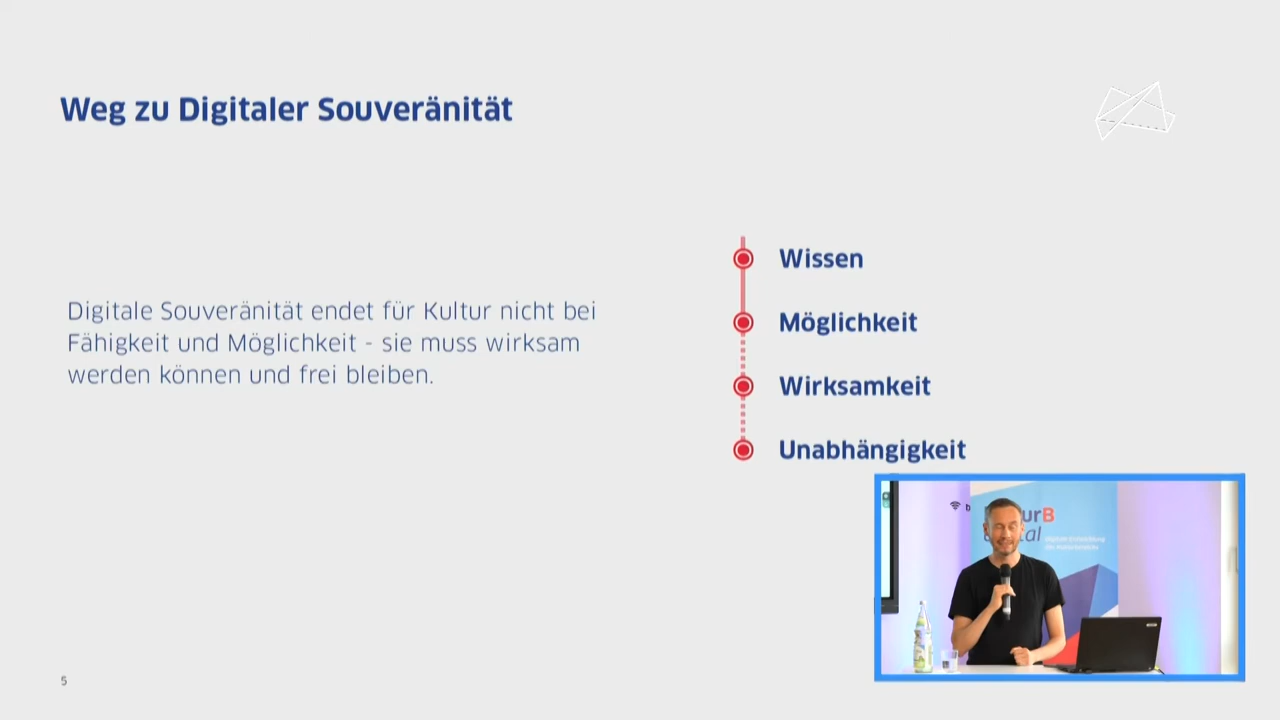 Weg zu Digitaler Souveränität
Digitale Souveränität endet für Kultur nicht bei
Fähigkeit und Möglichkeit - sie muss wirksam
werden können und frei bleiben.
Wissen
Möglichkeit
Wirksamkeit
Unabhängigkeit
urB
5